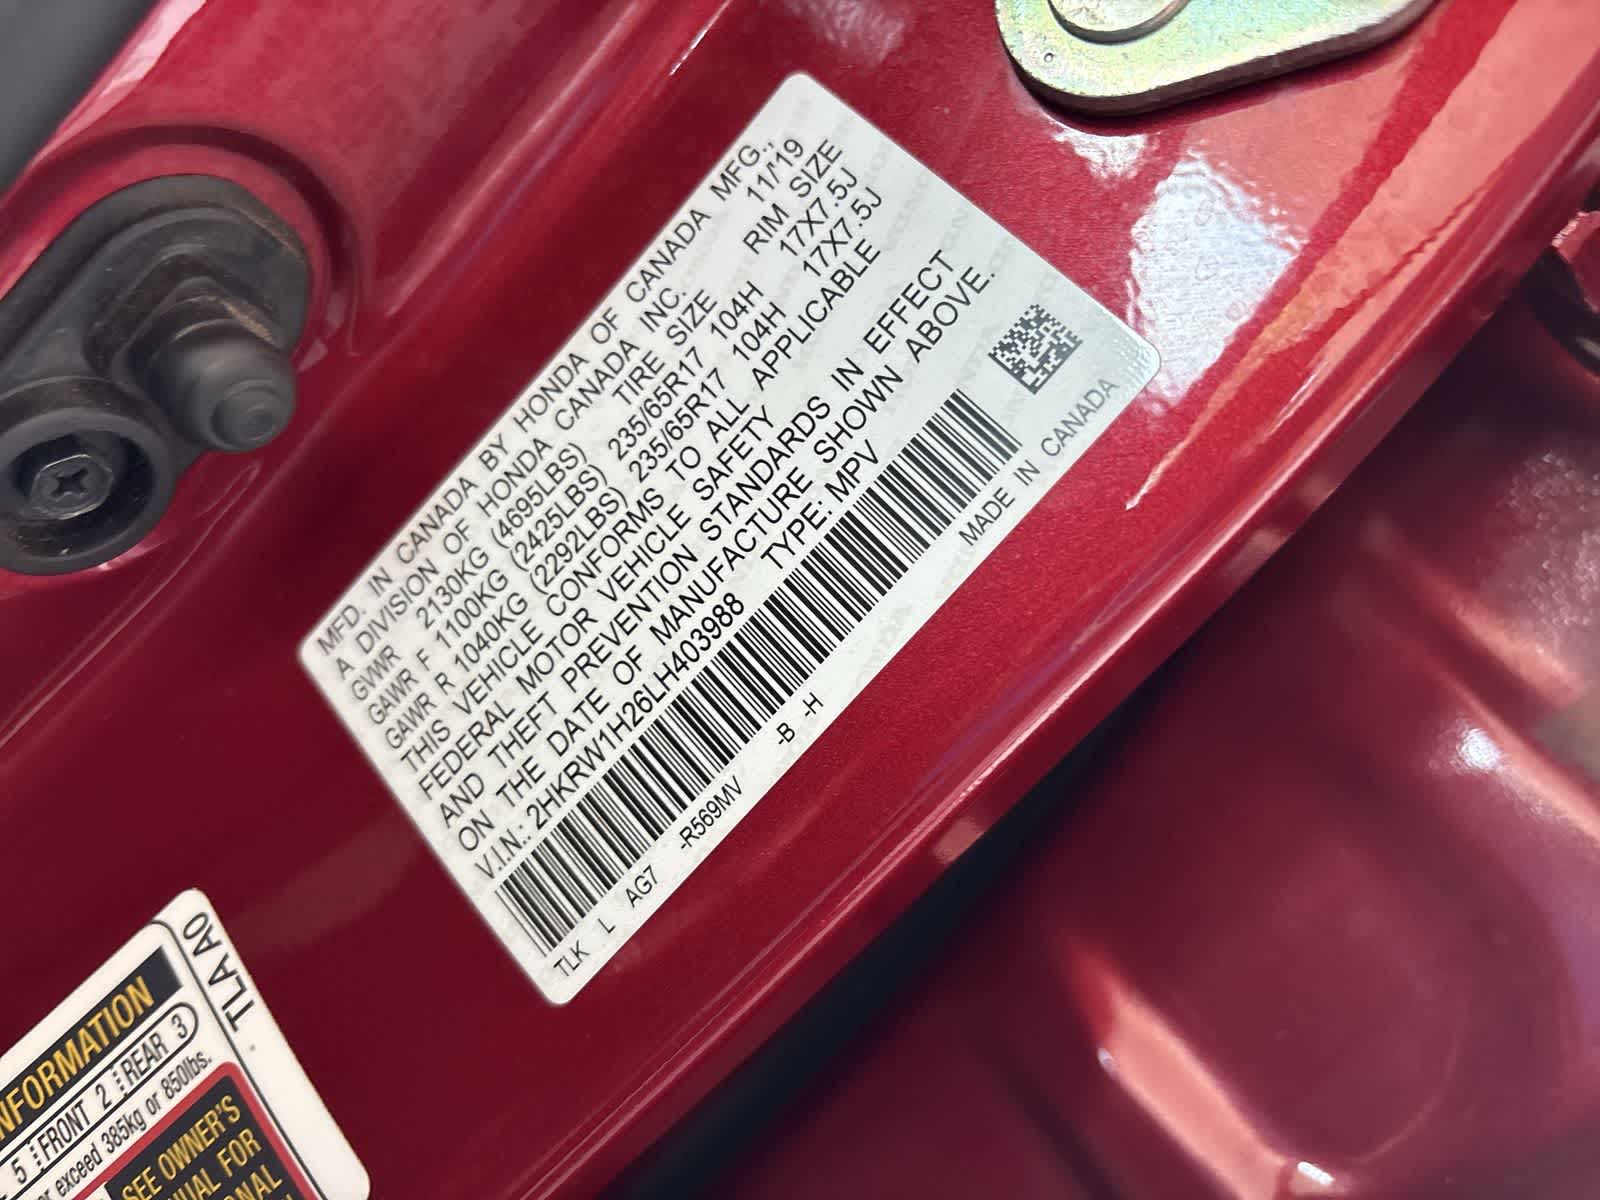 MFD. IN CANADA BY HONDA OF CANADA MFG.,
A DIVISION OF HONDA CANADA INC. 11/'19
GVWR 2130KG (4695LBS) TIRE SIZE RIM SIZE
GAWR F 1100KG (2425LBS) 235/65R17 104H 17X7.5J
GAWR R 1040KG (2292LBS) 235/65R17 104H 17X7.5J
THIS VEHICLE CONFORMS TO ALL APPLICABLE
FEDERAL MOTOR VEHICLE SAFETY
AND THEFT PREVENTION STANDARDS IN EFFECT
ON THE DATE OF MANUFACTURE SHOWN ABOVE.
V.I.N.: 2HKRW1H26LH403988 TYPE: MPV
TLK L AG7 -R569MV -B -H MADE IN CANADA
TLA A0
NFORMATION
5 FRONT 2 REAR 3
exceed 385kg or 850lbs.
SEE OWNER'S
NUAL FOR
IONAL